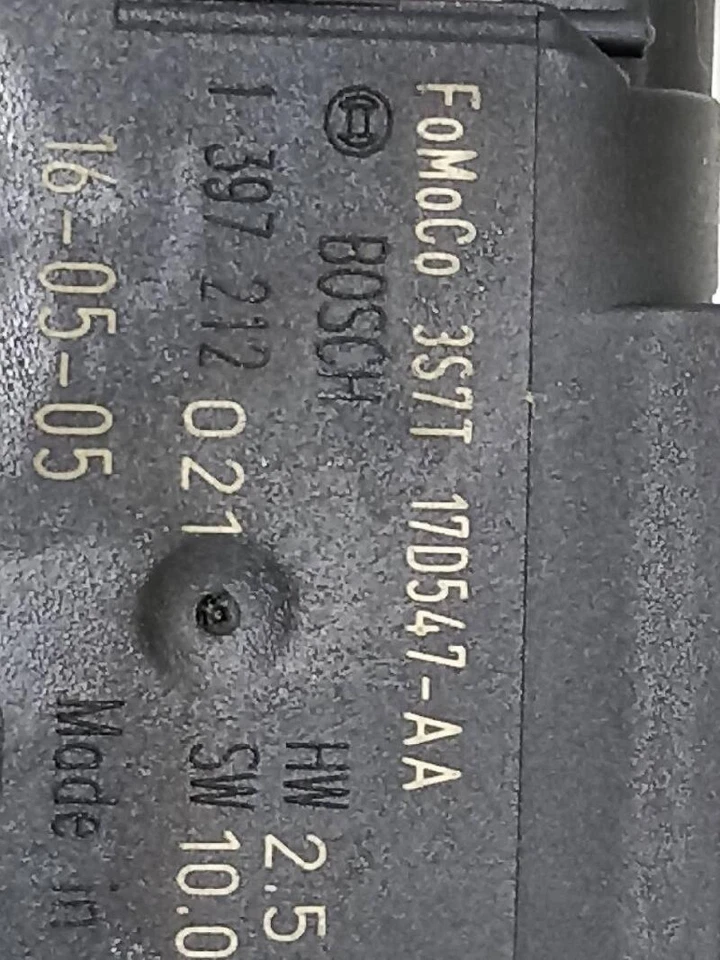 FoMoCo 3S7T 17D547-AA
BOSCH
HW 2.5
1 397 212 021
SW 10.0
16-05-05
Made in